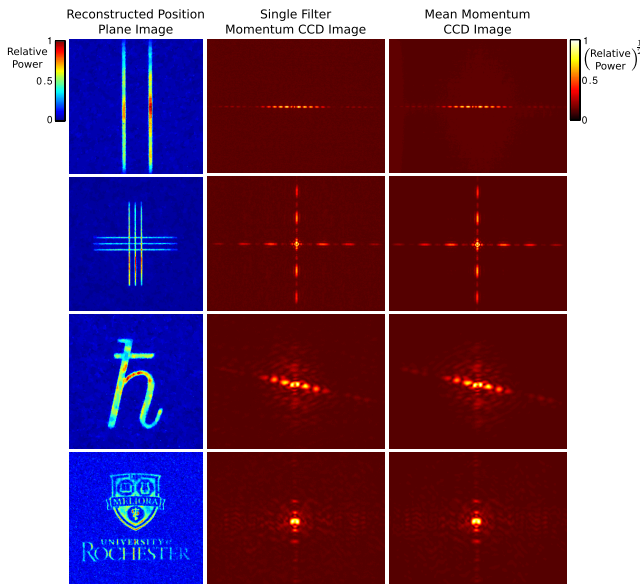 Reconstructed Position
Plane Image
Single Filter
Momentum CCD Image
Mean Momentum
CCD Image
Relative
Power
1
0.5
0
(Relative
Power)^½
1
0.5
0
ħ
MELIORA
UNIVERSITY of
ROCHESTER